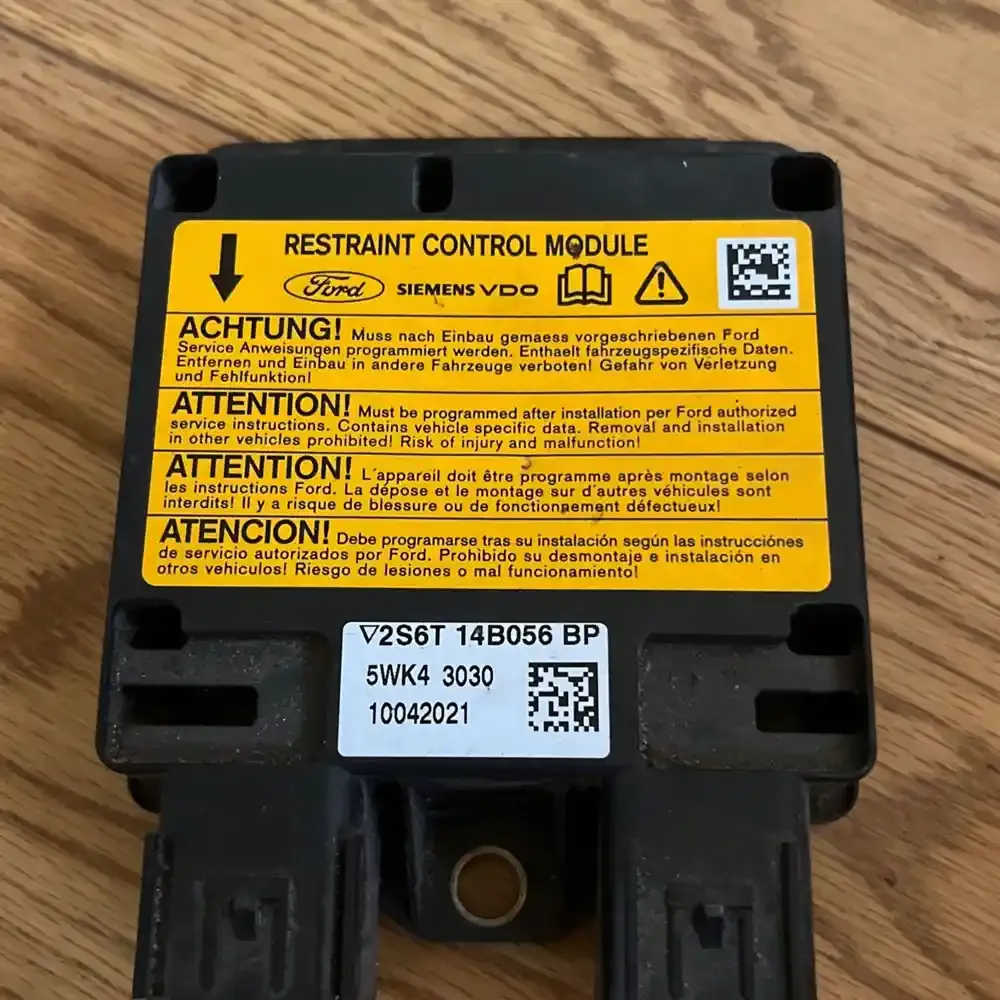 RESTRAINT CONTROL MODULE
Ford SIEMENS VDO
ACHTUNG! Muss nach Einbau gemaess vorgeschriebenen Ford
Service Anweisungen programmiert werden. Enthaelt fahrzeugspezifische Daten.
Entfernen und Einbau in andere Fahrzeuge verboten! Gefahr von Verletzung
und Fehlfunktion!
ATTENTION! Must be programmed after installation per Ford authorized
service instructions. Contains vehicle specific data. Removal and installation
in other vehicles prohibited! Risk of injury and malfunction!
ATTENTION! L'appareil doit être programme après montage selon
les instructions Ford. La dépose et le montage sur d'autres véhicules sont
interdits! Il y a risque de blessure ou de fonctionnement défectueux!
ATENCION! Debe programarse tras su instalación según las instrucciónes
de servicio autorizados por Ford. Prohibido su desmontaje e instalación en
otros vehiculos! Riesgo de lesiones o mal funcionamiento!
▽2S6T 14B056 BP
5WK4 3030
10042021